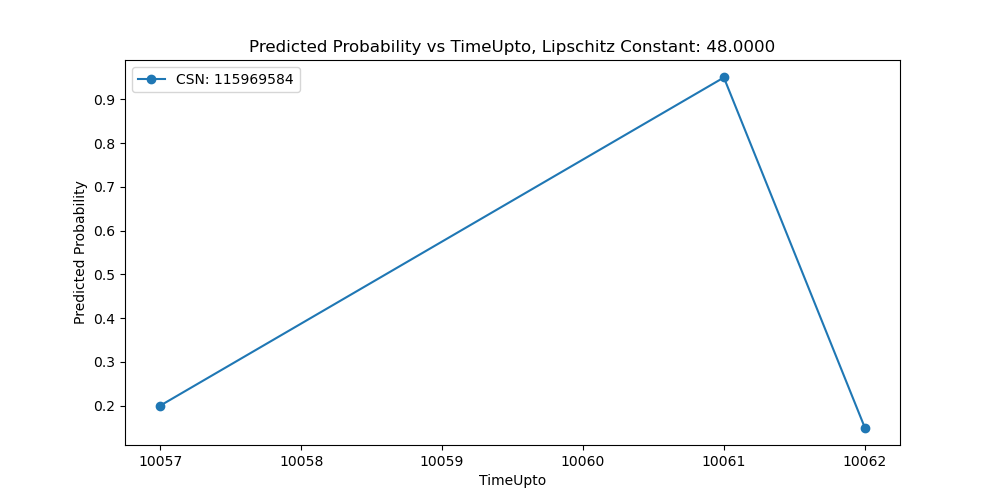 Predicted Probability vs TimeUpto, Lipschitz Constant: 48.0000
CSN: 115969584
Predicted Probability
0.9
0.8
0.7
0.6
0.5
0.4
0.3
0.2
10057 10058 10059 10060 10061 10062
TimeUpto